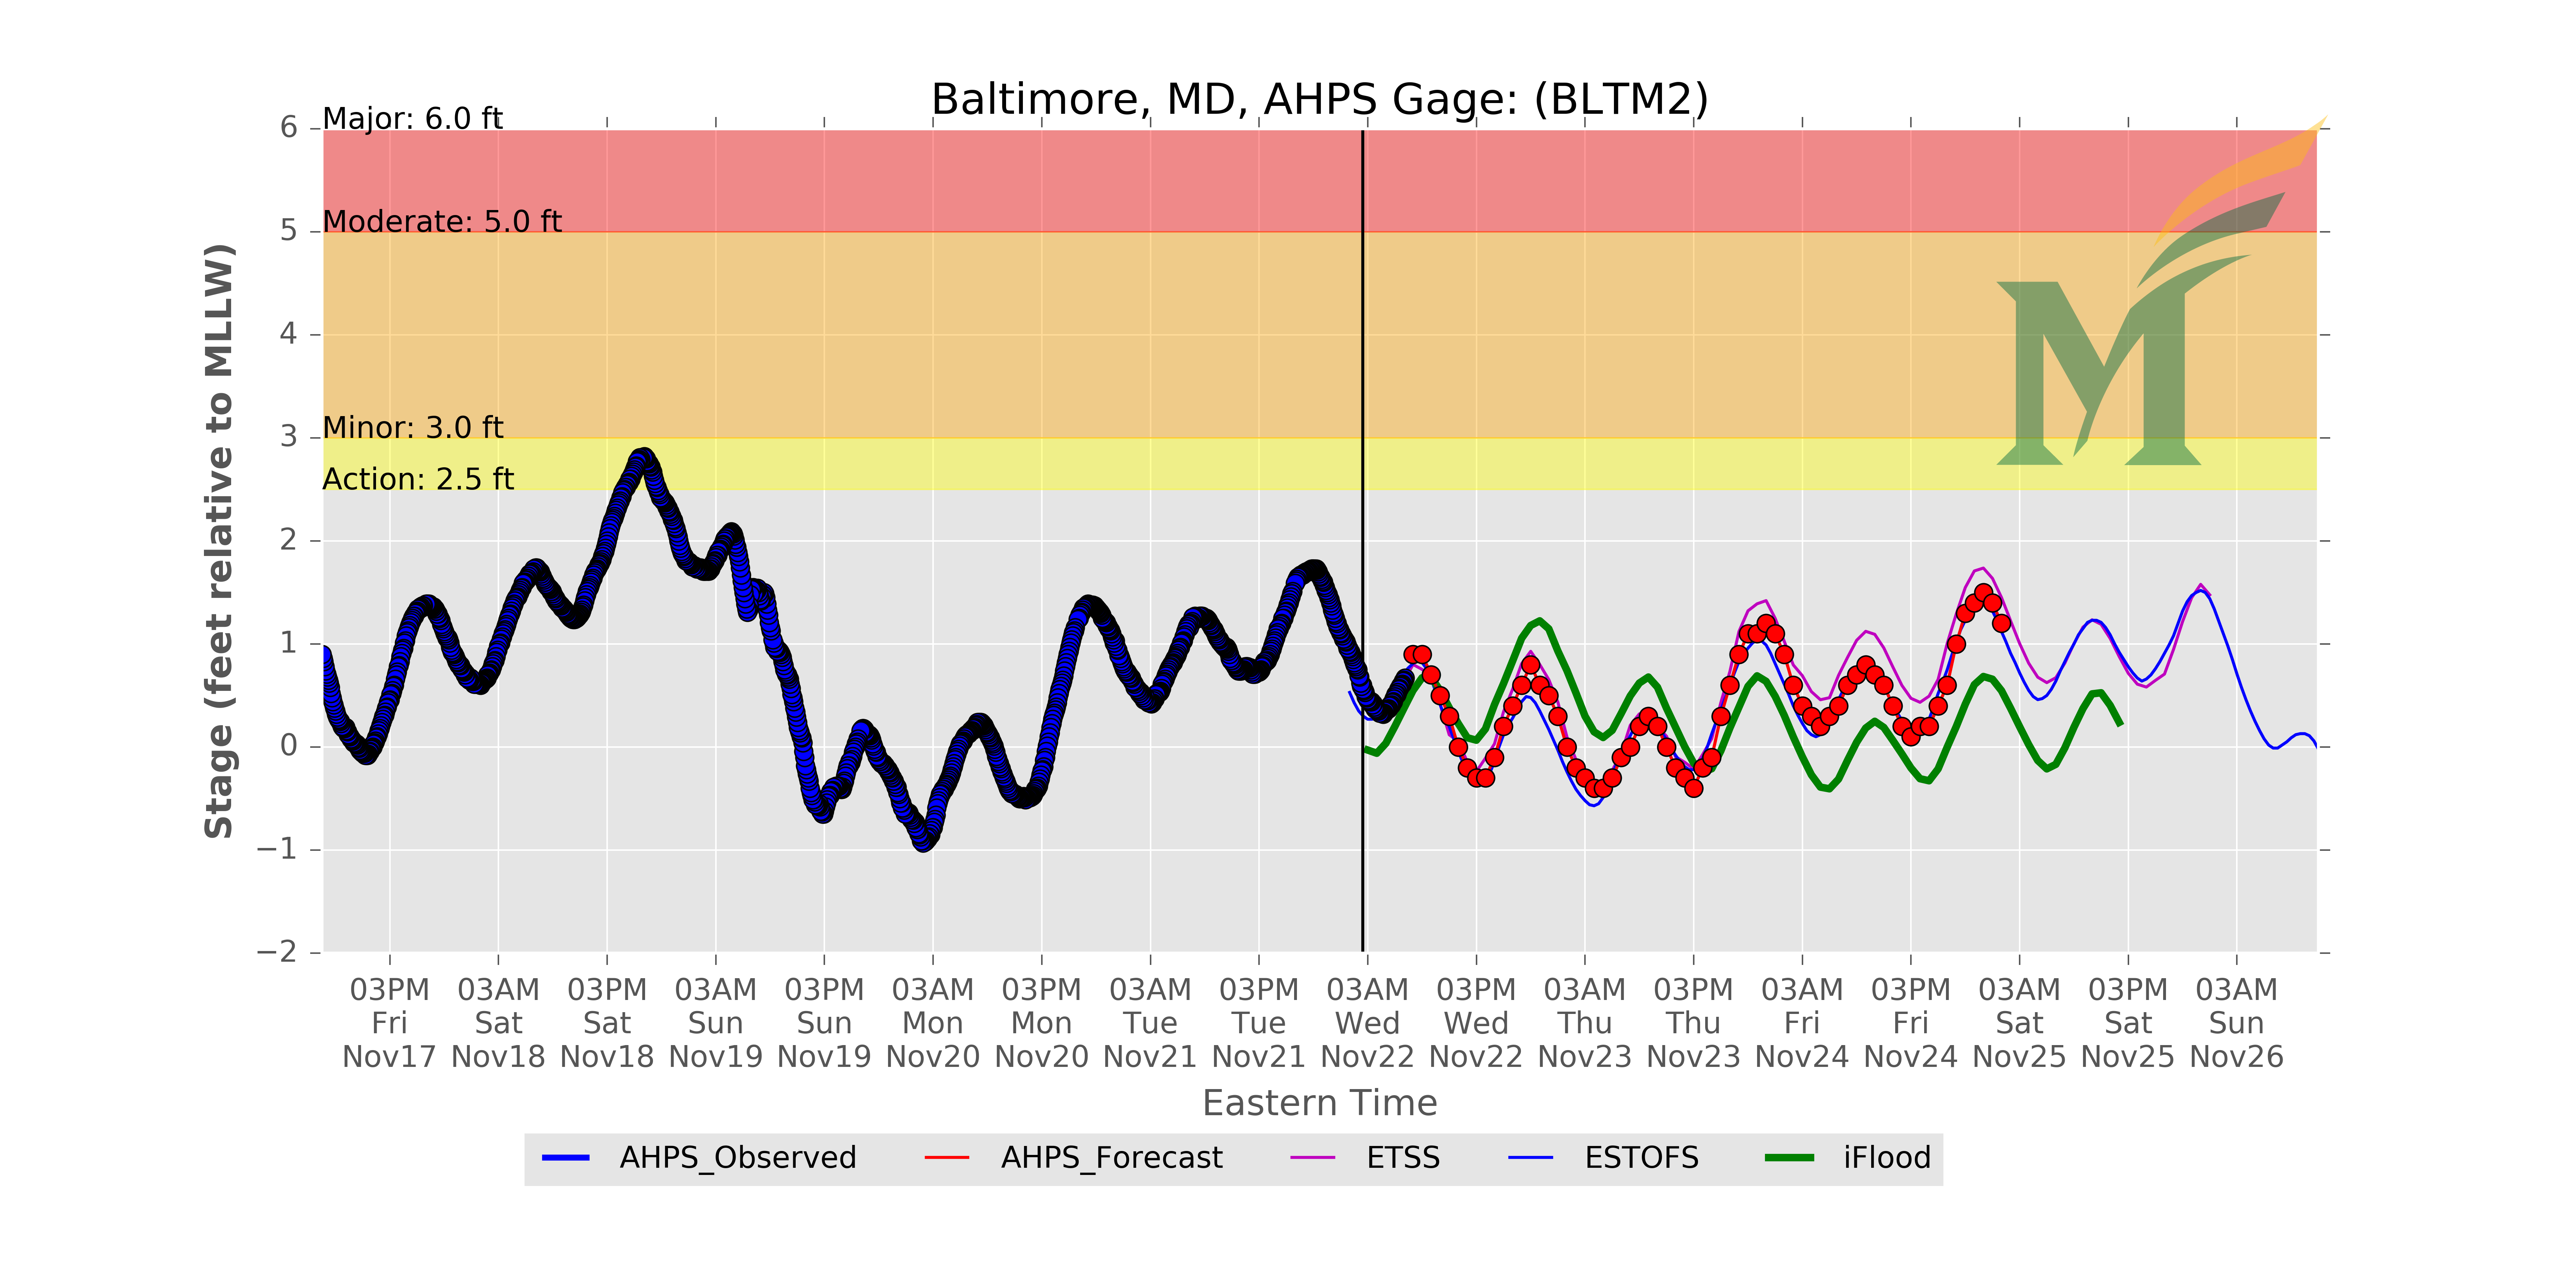 Baltimore, MD, AHPS Gage: (BLTM2)
Major: 6.0 ft
Moderate: 5.0 ft
Minor: 3.0 ft
Action: 2.5 ft
Stage (feet relative to MLLW)
6
5
4
3
2
1
0
−1
−2
03PM 03AM 03PM 03AM 03PM 03AM 03PM 03AM 03PM 03AM 03PM 03AM 03PM 03AM 03PM 03AM 03PM 03AM
Fri Sat Sat Sun Sun Mon Mon Tue Tue Wed Wed Thu Thu Fri Fri Sat Sat Sun
Nov17 Nov18 Nov18 Nov19 Nov19 Nov20 Nov20 Nov21 Nov21 Nov22 Nov22 Nov23 Nov23 Nov24 Nov24 Nov25 Nov25 Nov26
Eastern Time
AHPS_Observed AHPS_Forecast ETSS ESTOFS iFlood
M